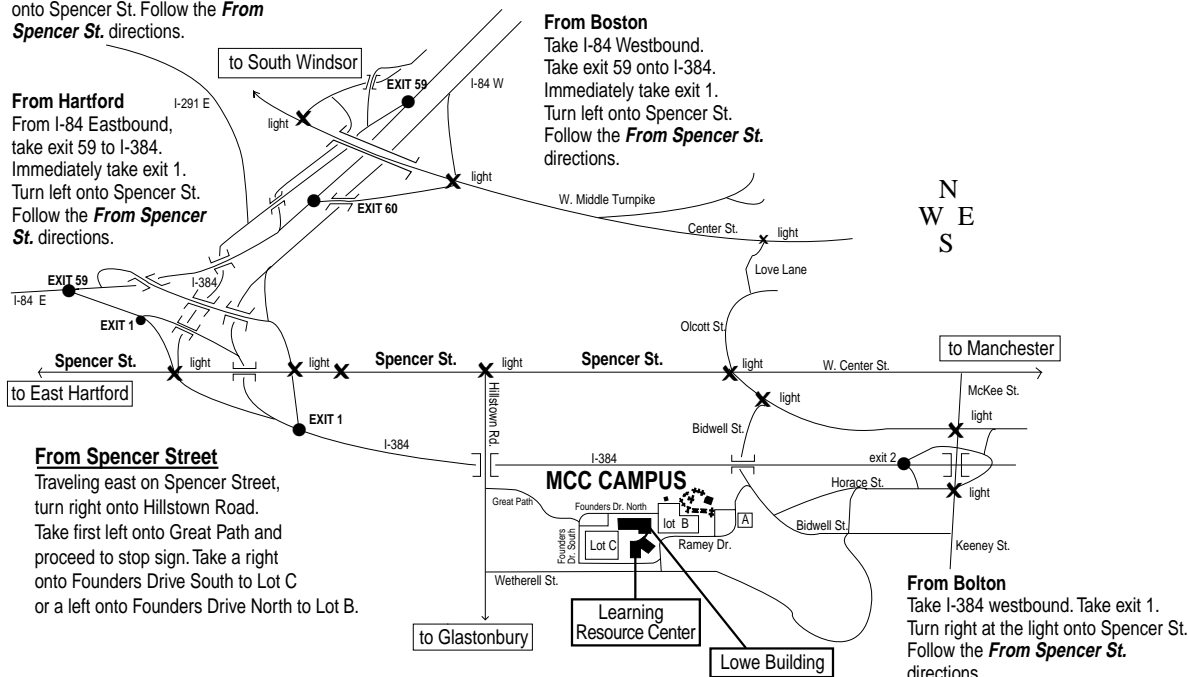 onto Spencer St. Follow the From
Spencer St. directions.
From Hartford
From I-84 Eastbound,
take exit 59 to I-384.
Immediately take exit 1.
Turn left onto Spencer St.
Follow the From Spencer
St. directions.
From Boston
Take I-84 Westbound.
Take exit 59 onto I-384.
Immediately take exit 1.
Turn left onto Spencer St.
Follow the From Spencer St.
directions.
to South Windsor
EXIT 59
I-84 W
I-291 E
light
light
EXIT 60
W. Middle Turnpike
Center St.
light
N
W E
S
Love Lane
EXIT 59
I-384
I-84 E
EXIT 1
Olcott St.
Spencer St.
light
light
Spencer St.
light
Spencer St.
light
W. Center St.
to Manchester
to East Hartford
Hillstown Rd.
McKee St.
light
light
EXIT 1
Bidwell St.
I-384
I-384
exit 2
MCC CAMPUS
Horace St.
light
Great Path
Founders Dr. North
lot B
A
Founders
Dr. South
Lot C
Ramey Dr.
Bidwell St.
Keeney St.
Wetherell St.
From Spencer Street
Traveling east on Spencer Street,
turn right onto Hillstown Road.
Take first left onto Great Path and
proceed to stop sign. Take a right
onto Founders Drive South to Lot C
or a left onto Founders Drive North to Lot B.
to Glastonbury
Learning
Resource Center
Lowe Building
From Bolton
Take I-384 westbound. Take exit 1.
Turn right at the light onto Spencer St.
Follow the From Spencer St.
directions